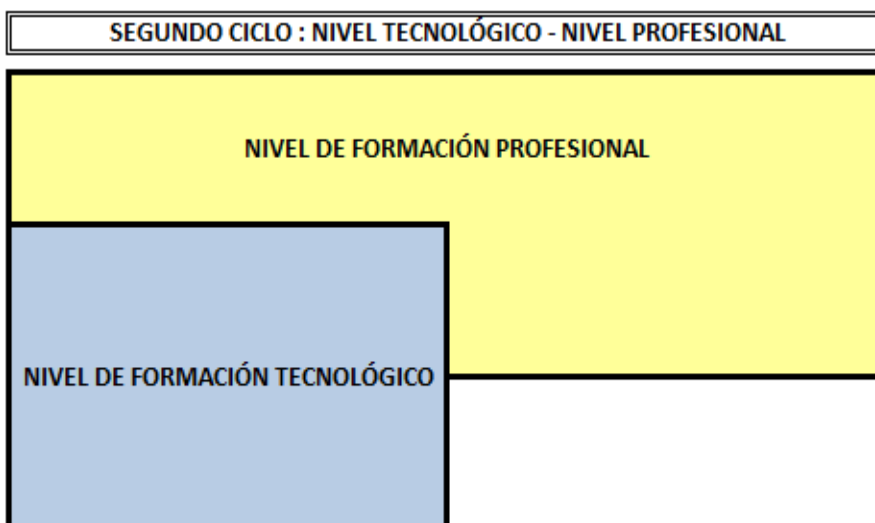 SEGUNDO CICLO : NIVEL TECNOLÓGICO - NIVEL PROFESIONAL
NIVEL DE FORMACIÓN PROFESIONAL
NIVEL DE FORMACIÓN TECNOLÓGICO